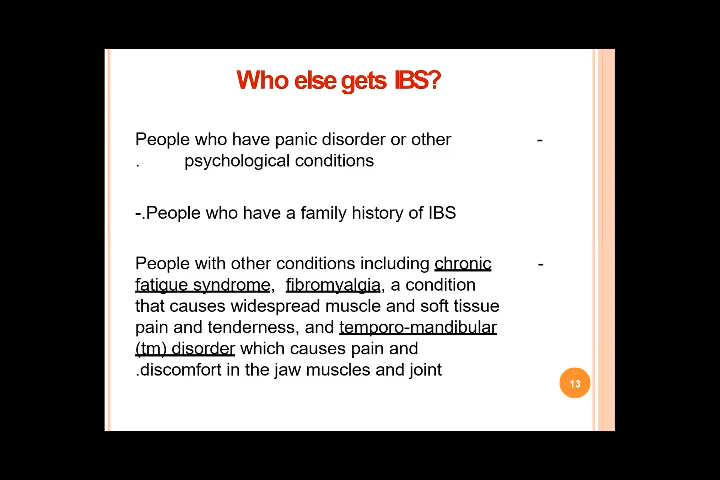 Who else gets IBS?
People who have panic disorder or other -
. psychological conditions
-.People who have a family history of IBS
People with other conditions including chronic -
fatigue syndrome, fibromyalgia, a condition
that causes widespread muscle and soft tissue
pain and tenderness, and temporo-mandibular
(tm) disorder which causes pain and
.discomfort in the jaw muscles and joint
13